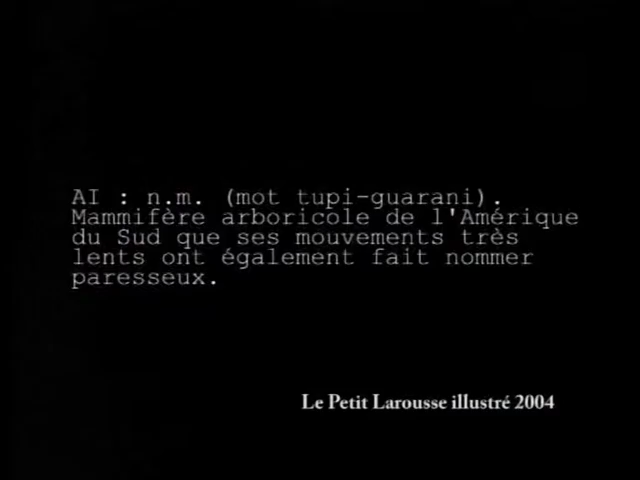 AI : n.m. (mot tupi-guarani).
Mammifère arboricole de l'Amérique
du Sud que ses mouvements très
lents ont également fait nommer
paresseux.
Le Petit Larousse illustré 2004